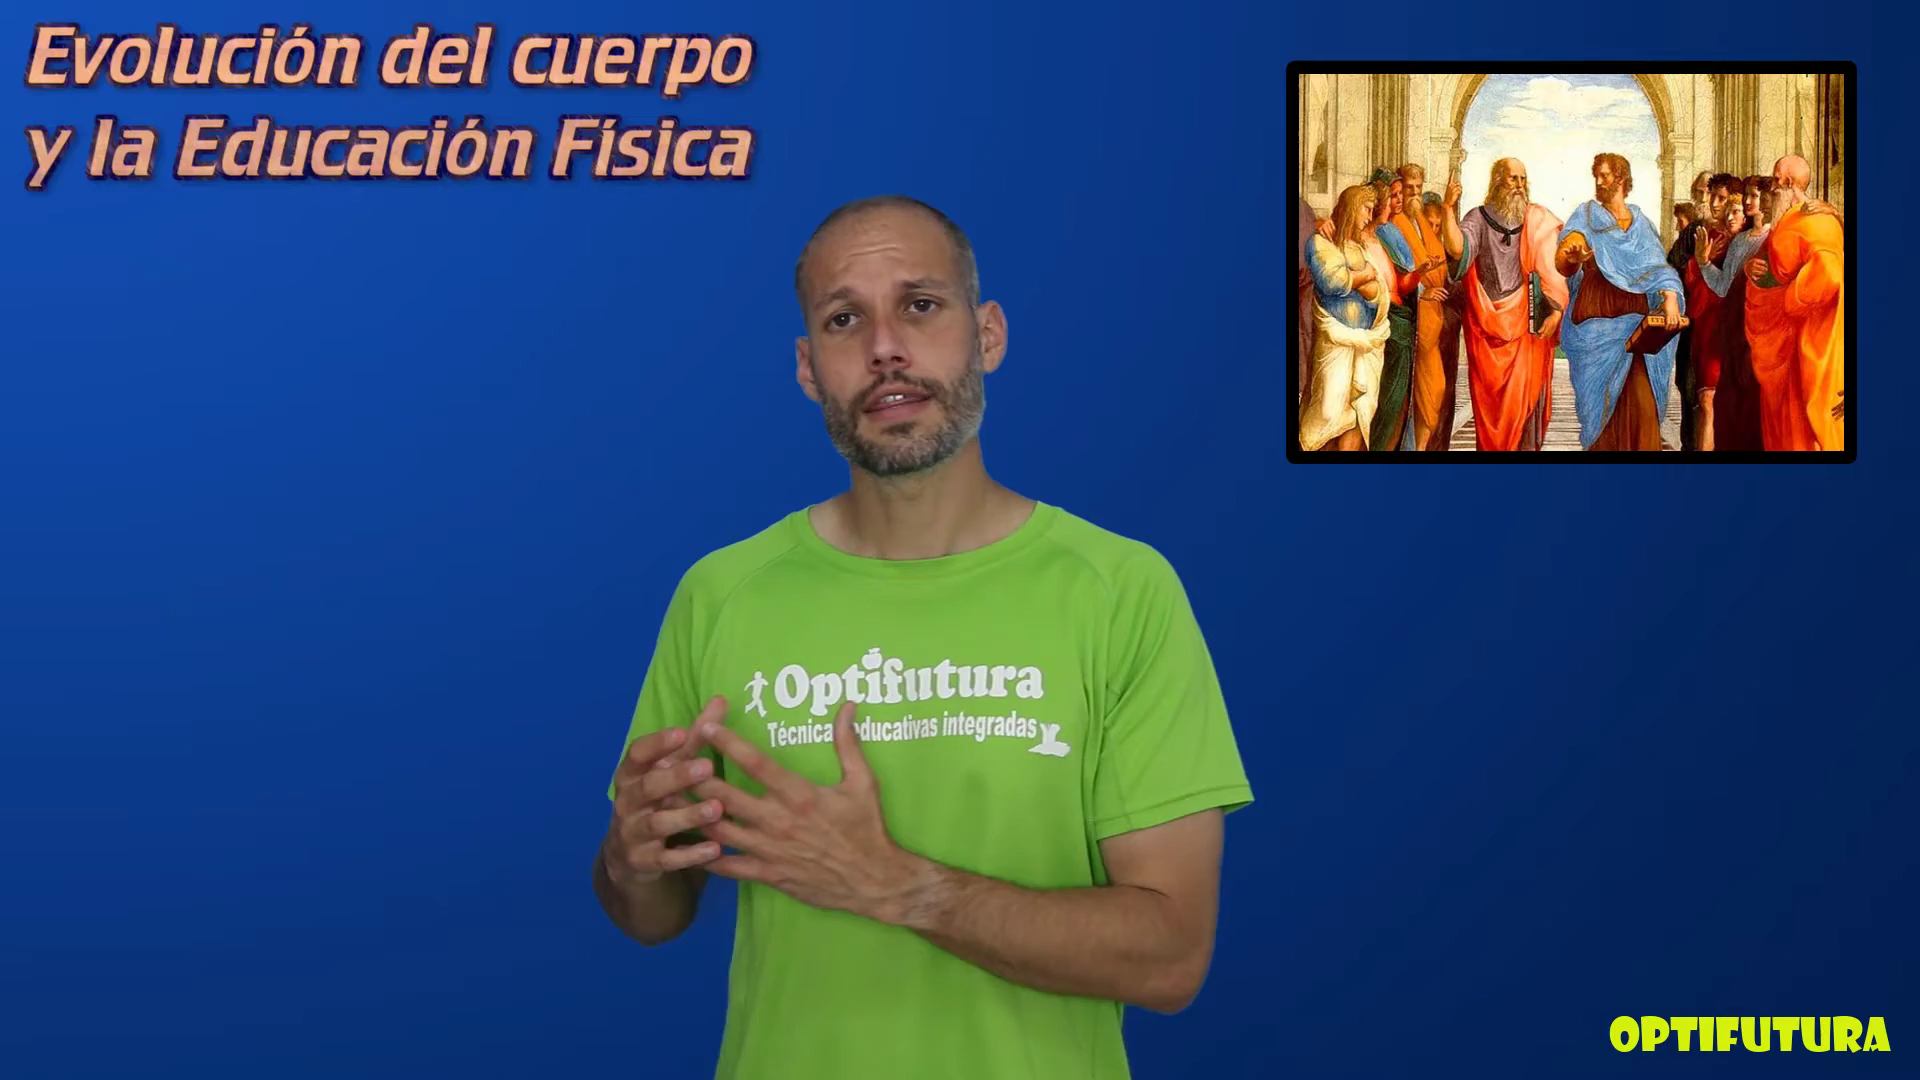 Evolución del cuerpo
y la Educación Física
Optifutura
Técnica educativas integradas
OPTIFUTURA